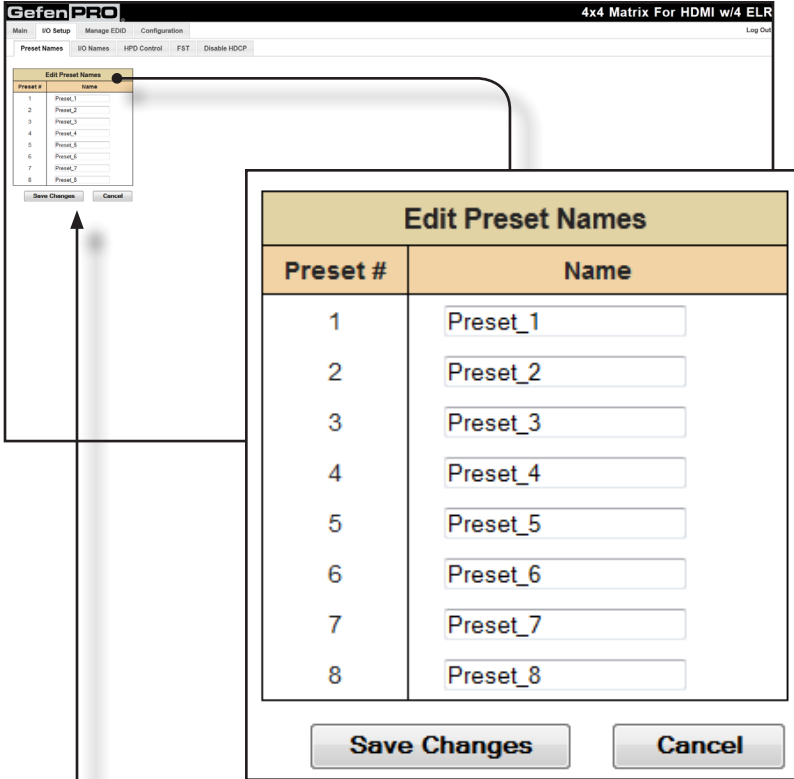 Gefen PRO® 4x4 Matrix For HDMI w/4 ELR
Main I/O Setup Manage EDID Configuration Log Out
Preset Names I/O Names HPD Control FST Disable HDCP
Edit Preset Names
Preset # Name
1 Preset_1
2 Preset_2
3 Preset_3
4 Preset_4
5 Preset_5
6 Preset_6
7 Preset_7
8 Preset_8
Save Changes Cancel
Edit Preset Names
Preset # Name
1 Preset_1
2 Preset_2
3 Preset_3
4 Preset_4
5 Preset_5
6 Preset_6
7 Preset_7
8 Preset_8
Save Changes Cancel